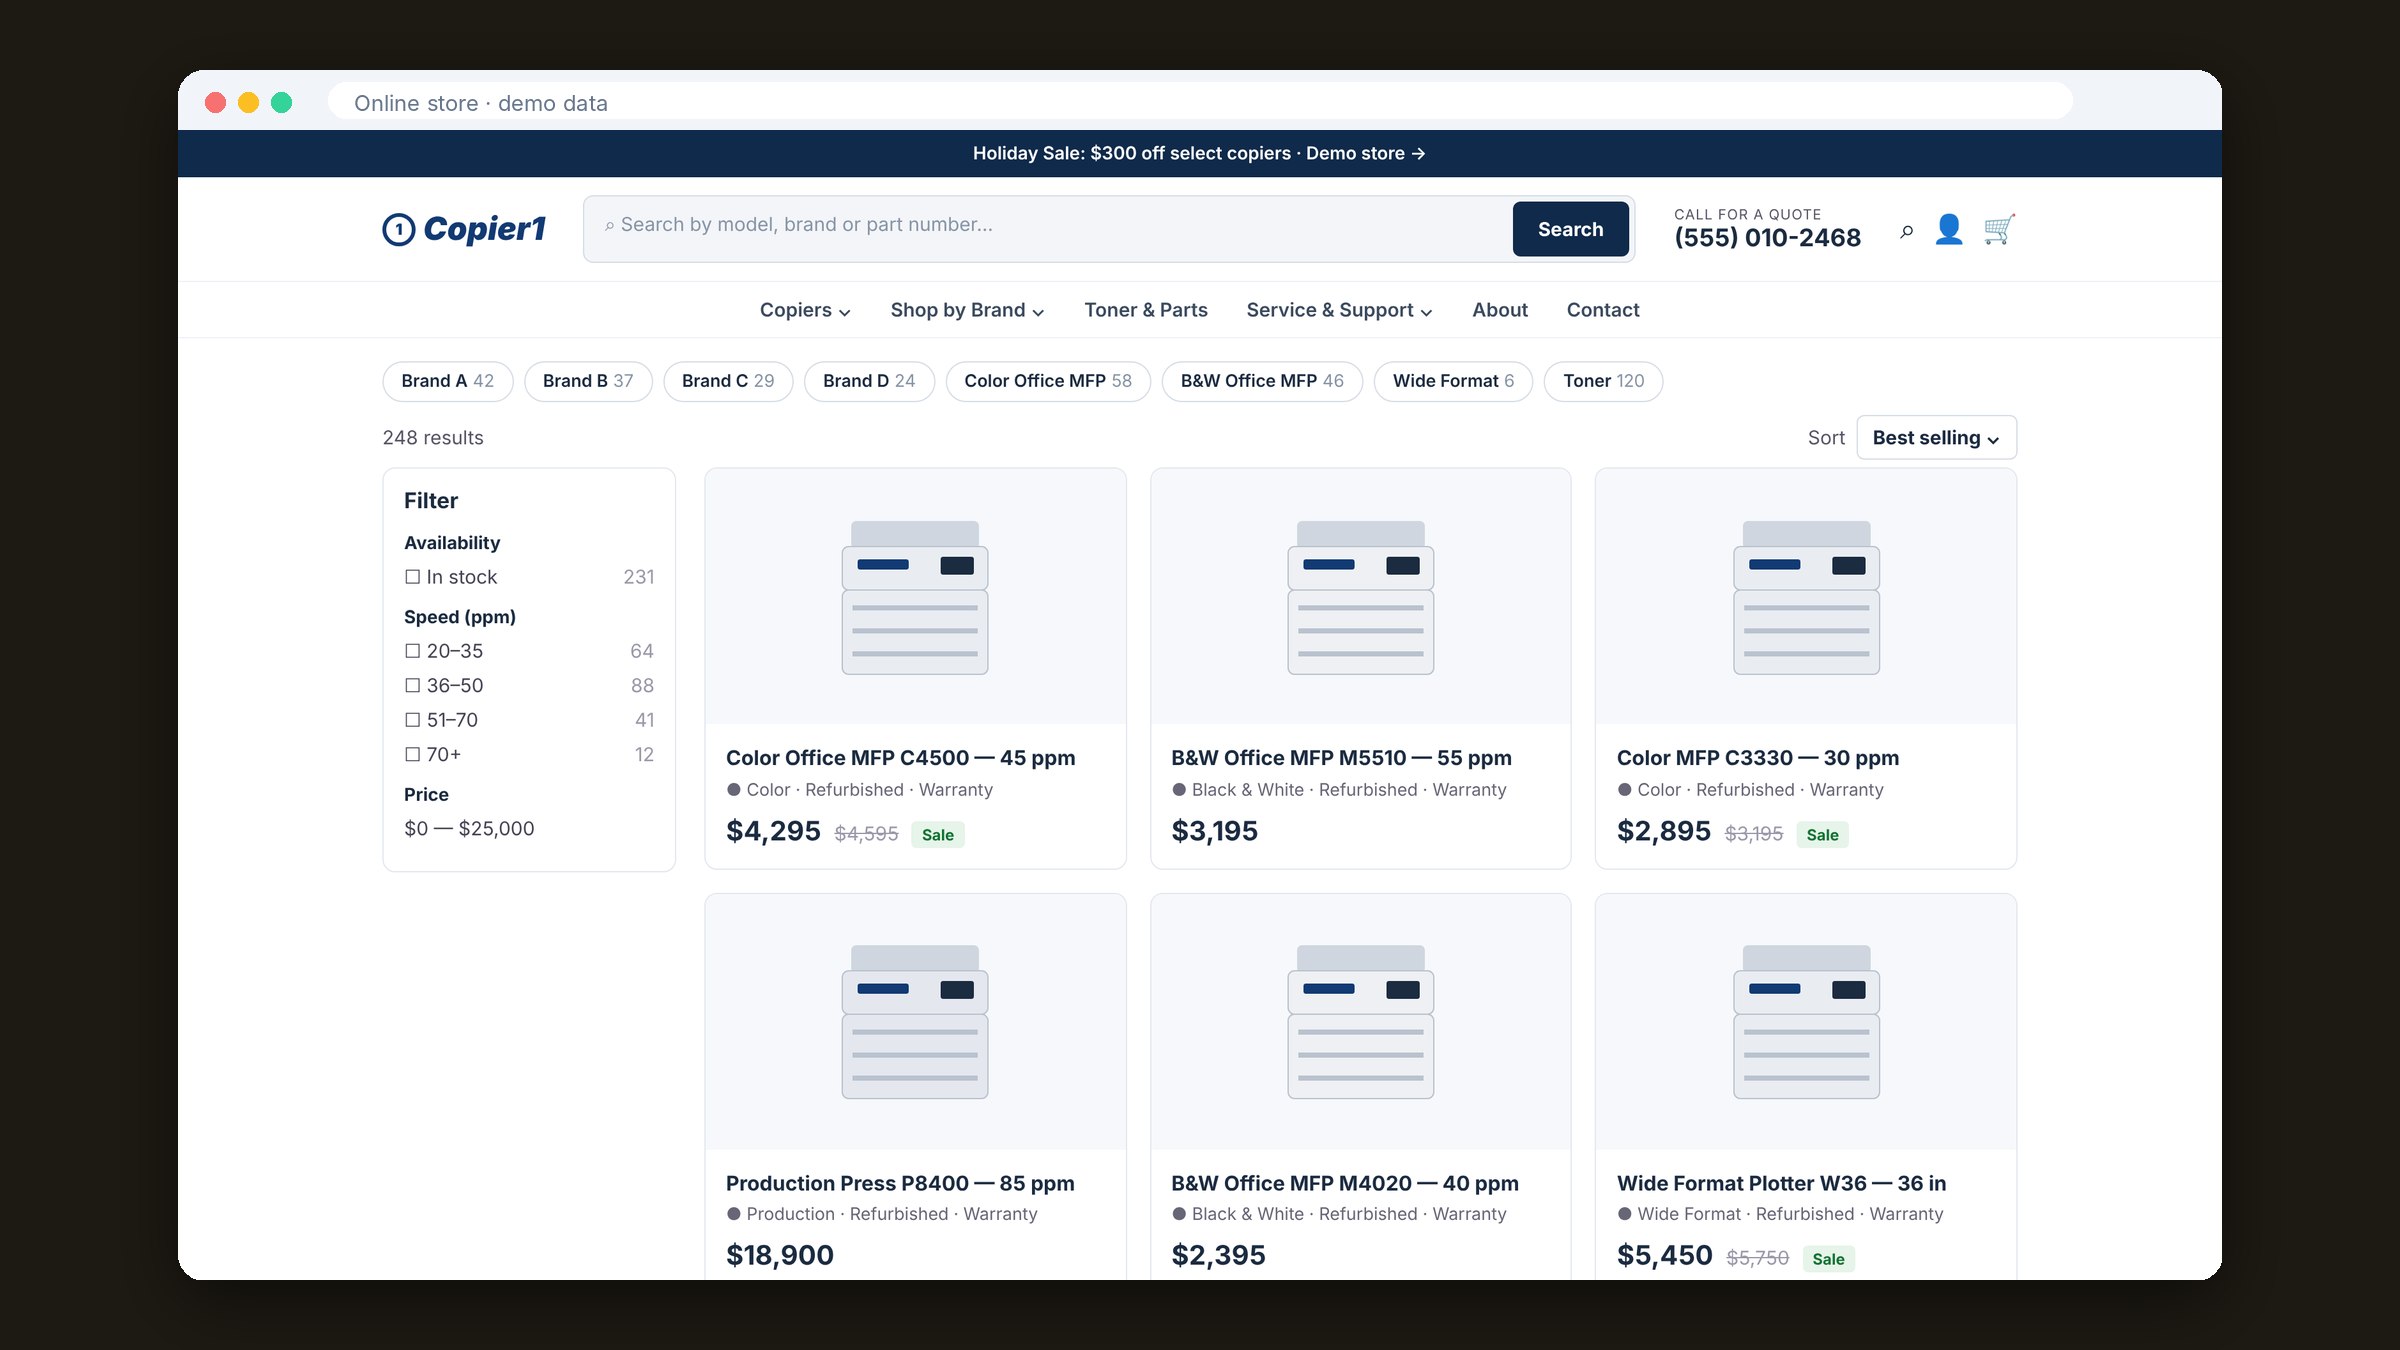 Online store · demo data
Holiday Sale: $300 off select copiers · Demo store →
1 Copier1
Search by model, brand or part number...
Search
CALL FOR A QUOTE
(555) 010-2468
Copiers
Shop by Brand
Toner & Parts
Service & Support
About
Contact
Brand A 42
Brand B 37
Brand C 29
Brand D 24
Color Office MFP 58
B&W Office MFP 46
Wide Format 6
Toner 120
248 results
Sort
Best selling
Filter
Availability
In stock 231
Speed (ppm)
20–35 64
36–50 88
51–70 41
70+ 12
Price
$0 — $25,000
Color Office MFP C4500 — 45 ppm
Color · Refurbished · Warranty
$4,295 $4,595 Sale
B&W Office MFP M5510 — 55 ppm
Black & White · Refurbished · Warranty
$3,195
Color MFP C3330 — 30 ppm
Color · Refurbished · Warranty
$2,895 $3,195 Sale
Production Press P8400 — 85 ppm
Production · Refurbished · Warranty
$18,900
B&W Office MFP M4020 — 40 ppm
Black & White · Refurbished · Warranty
$2,395
Wide Format Plotter W36 — 36 in
Wide Format · Refurbished · Warranty
$5,450 $5,750 Sale